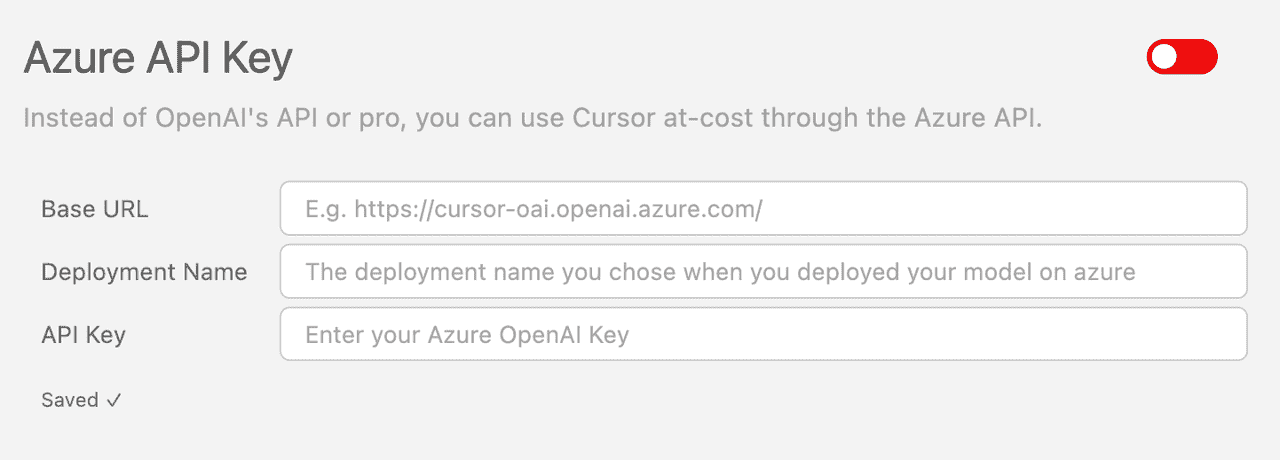 Azure API Key
Instead of OpenAI's API or pro, you can use Cursor at-cost through the Azure API.
Base URL E.g. https://cursor-oai.openai.azure.com/
Deployment Name The deployment name you chose when you deployed your model on azure
API Key Enter your Azure OpenAI Key
Saved ✓